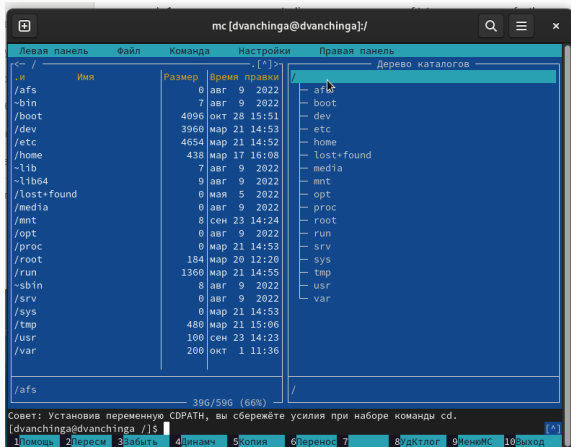 mc [dvanchinga@dvanchinga]:/
Левая панель Файл Команда Настройки Правая панель
<— / .[^]> Дерево каталогов
.и Имя Размер Время правки /
/afs 0 авг 9 2022 afs
~bin 7 авг 9 2022 boot
/boot 4096 окт 28 15:51 dev
/dev 3960 мар 21 14:53 etc
/etc 4654 мар 21 14:52 home
/home 438 мар 17 16:08 lost+found
~lib 7 авг 9 2022 media
~lib64 9 авг 9 2022 mnt
/lost+found 0 мая 5 2022 opt
/media 0 авг 9 2022 proc
/mnt 8 сен 23 14:24 root
/opt 0 авг 9 2022 run
/proc 0 мар 21 14:53 srv
/root 184 мар 20 12:20 sys
/run 1360 мар 21 14:55 tmp
~sbin 8 авг 9 2022 usr
/srv 0 авг 9 2022 var
/sys 0 мар 21 14:53
/tmp 480 мар 21 15:06
/usr 100 сен 23 14:23
/var 200 окт 1 11:36
/afs /
39G/59G (66%)
Совет: Установив переменную CDPATH, вы сбережёте усилия при наборе команды cd.
[dvanchinga@dvanchinga /]$ [^]
1Помощь 2Пересм 3Забыть 4Динамч 5Копия 6Перенос 7 8УдКтлог 9МенюМС 10Выход